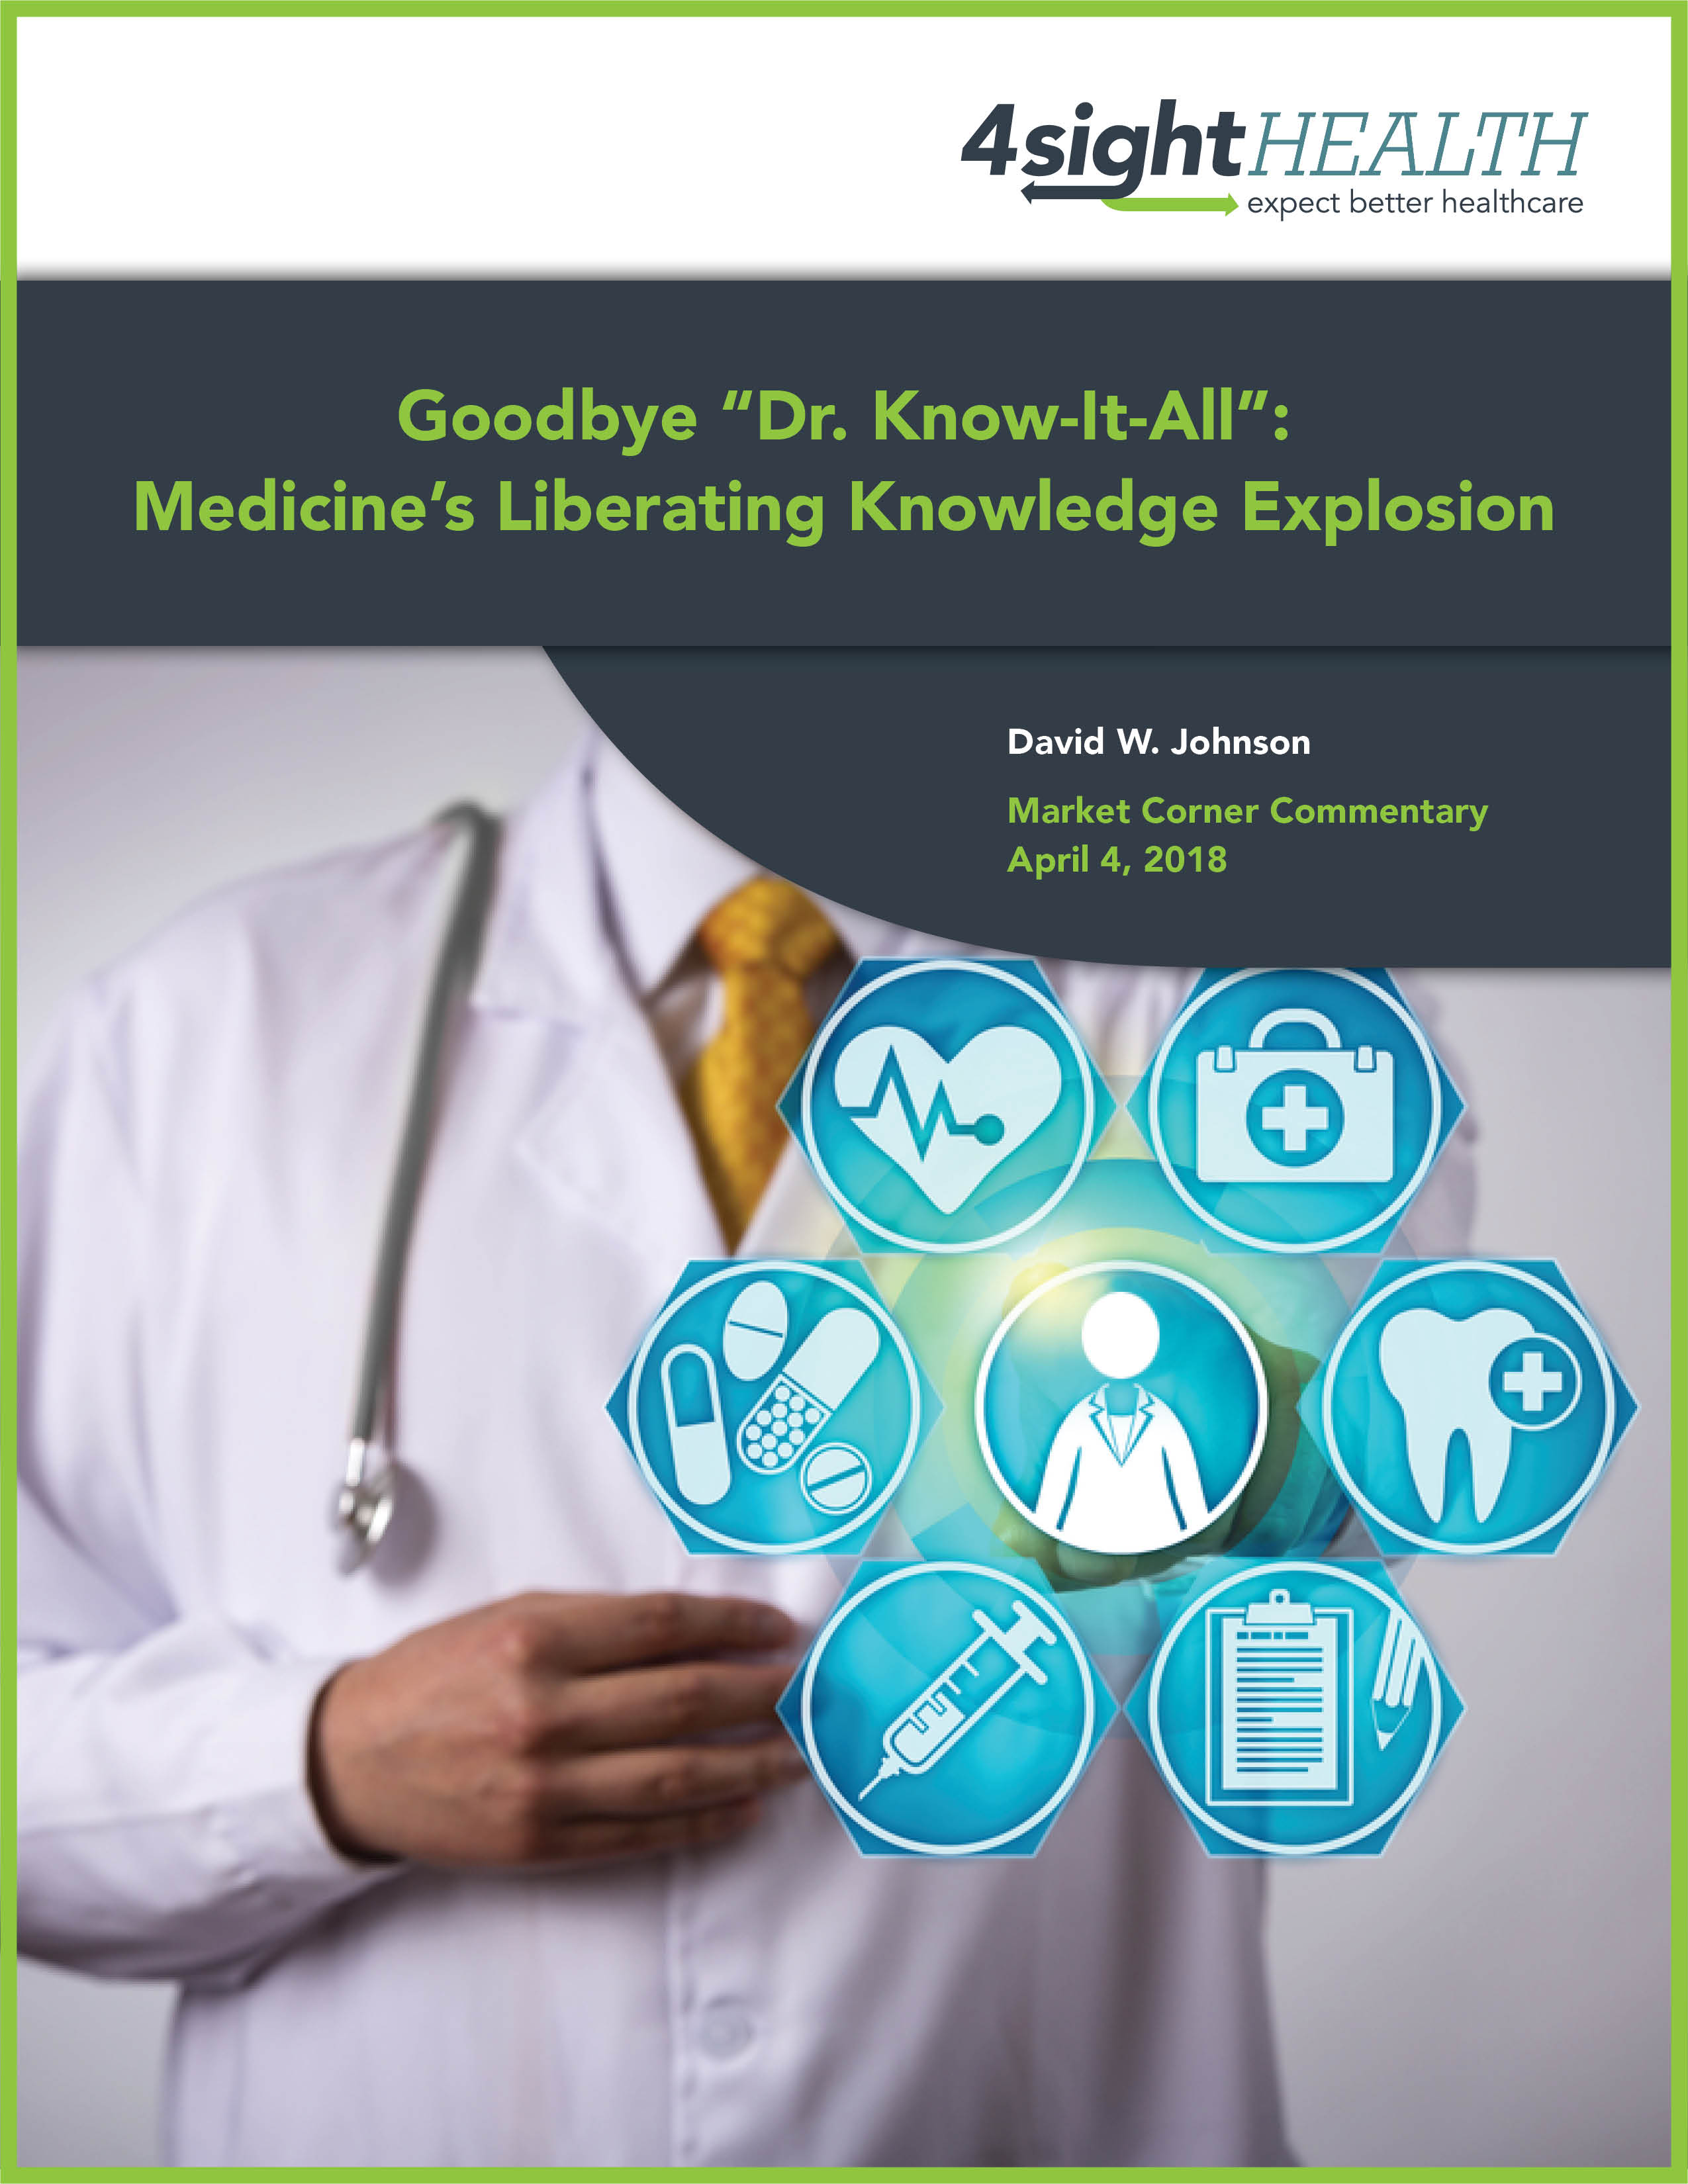 4sightHEALTH
expect better healthcare
Goodbye “Dr. Know-It-All”:
Medicine’s Liberating Knowledge Explosion
David W. Johnson
Market Corner Commentary
April 4, 2018